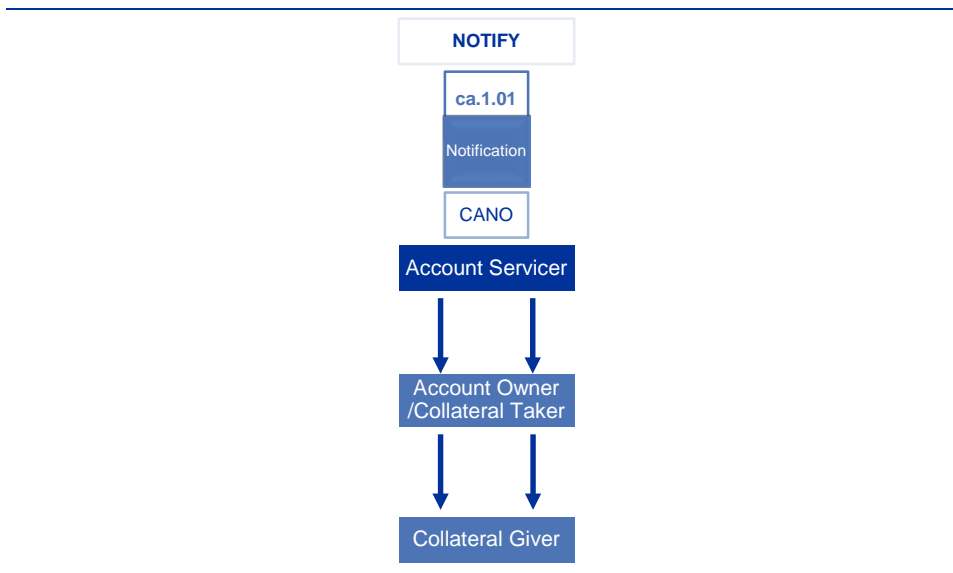 NOTIFY
ca.1.01
Notification
CANO
Account Servicer
Account Owner
/Collateral Taker
Collateral Giver